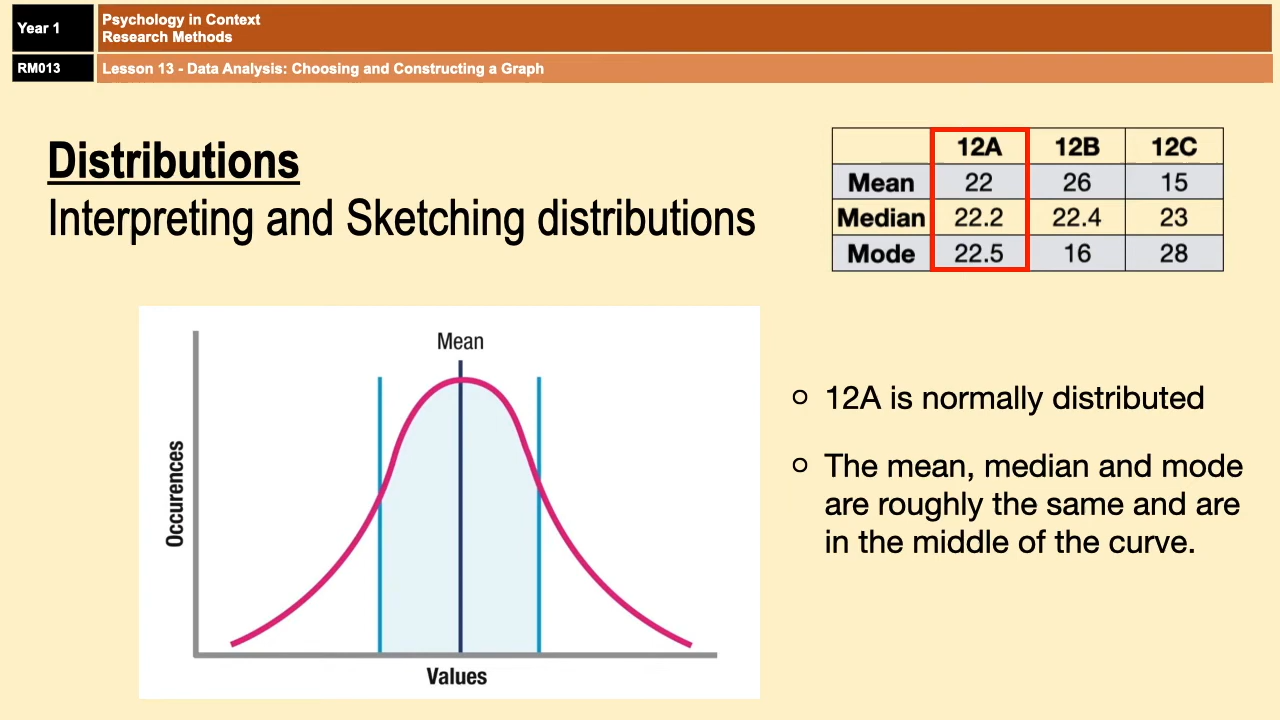 Year 1
Psychology in Context
Research Methods
RM013
Lesson 13 - Data Analysis: Choosing and Constructing a Graph
Distributions
Interpreting and Sketching distributions
12A 12B 12C
Mean 22 26 15
Median 22.2 22.4 23
Mode 22.5 16 28
Mean
Occurences
Values
12A is normally distributed
The mean, median and mode
are roughly the same and are
in the middle of the curve.